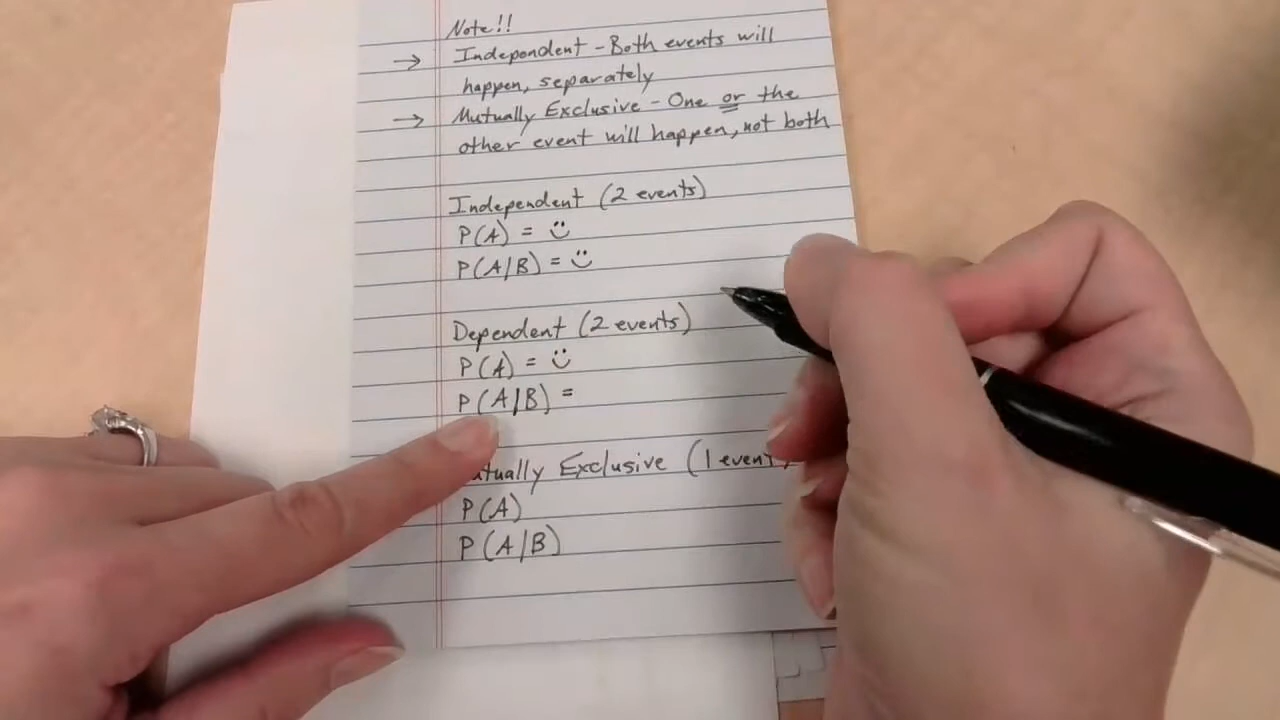 Note!!
→ Independent - Both events will
happen, separately
→ Mutually Exclusive - One or the
other event will happen, not both
Independent (2 events)
P(A) = ☺
P(A|B) = ☺
Dependent (2 events)
P(A) = ☺
P(A|B) =
Exclusive (1 event
P(A)
P(A|B)